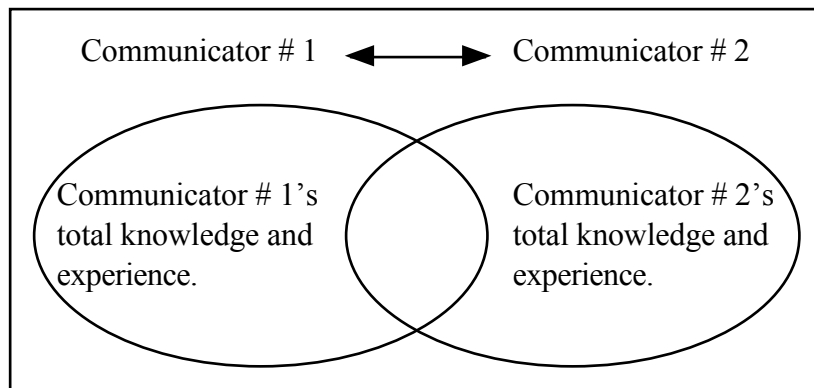 Communicator # 1
Communicator # 2
Communicator # 1’s
total knowledge and
experience.
Communicator # 2’s
total knowledge and
experience.